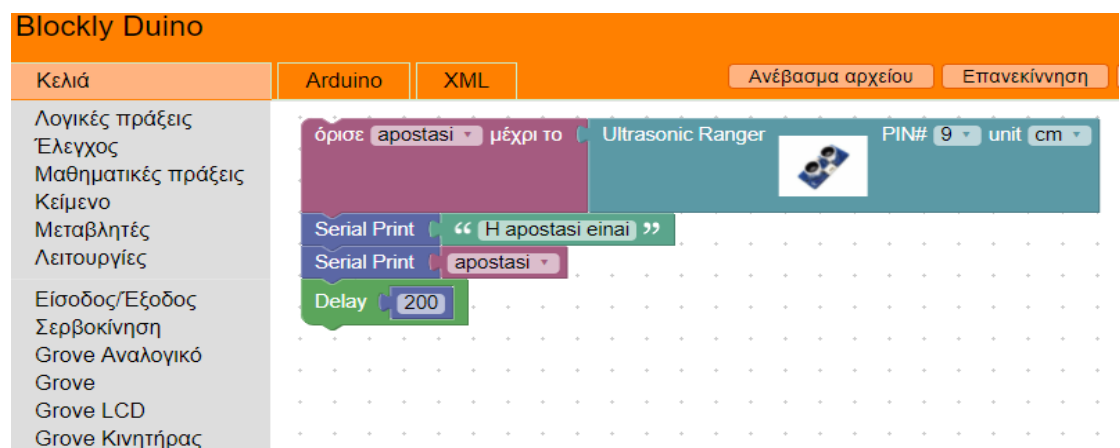 Blockly Duino
Κελιά Arduino XML Ανέβασμα αρχείου Επανεκίννηση
Λογικές πράξεις
Έλεγχος
Μαθηματικές πράξεις
Κείμενο
Μεταβλητές
Λειτουργίες
Είσοδος/Έξοδος
Σερβοκίνηση
Grove Αναλογικό
Grove
Grove LCD
Grove Κινητήρας
όρισε apostasi μέχρι το Ultrasonic Ranger PIN# 9 unit cm
Serial Print “ H apostasi einai ”
Serial Print apostasi
Delay 200